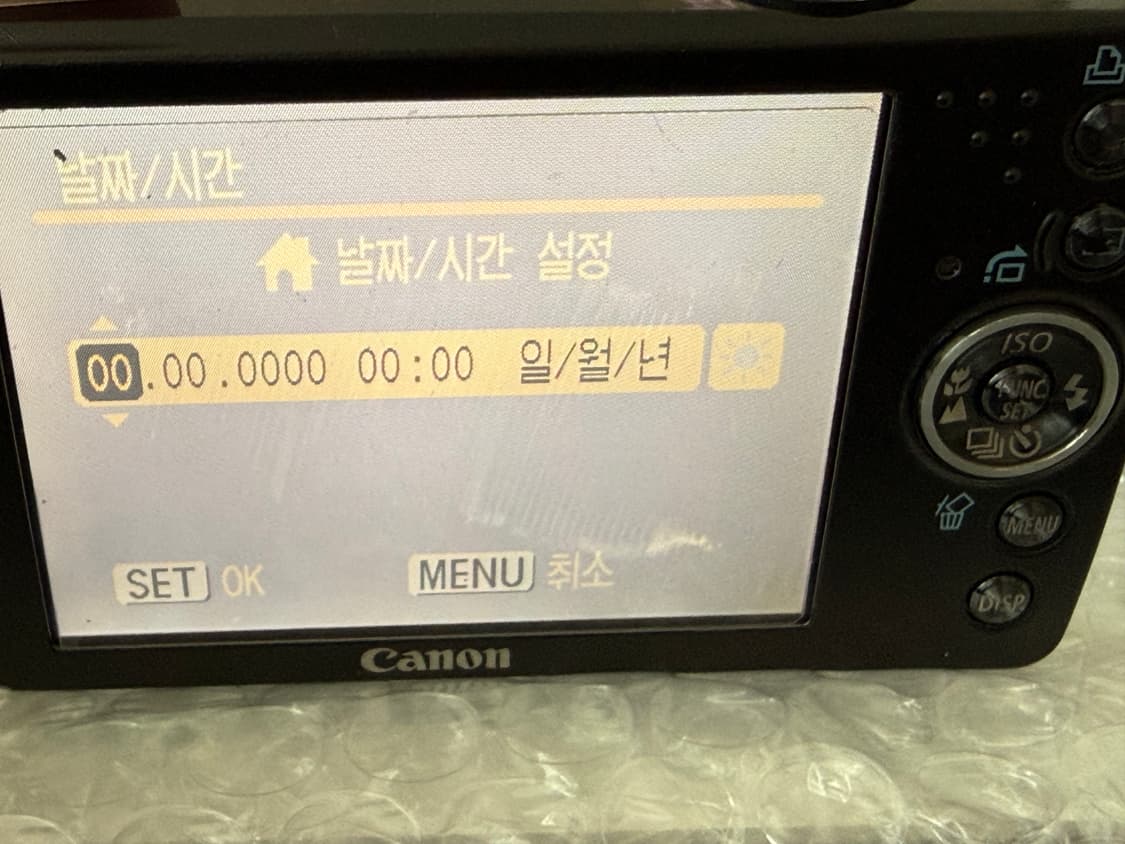 날짜/시간
날짜/시간 설정
00.00.0000 00:00 일/월/년
SET OK MENU 취소
Canon
ISO
FUNC.
SET
MENU
DISP.